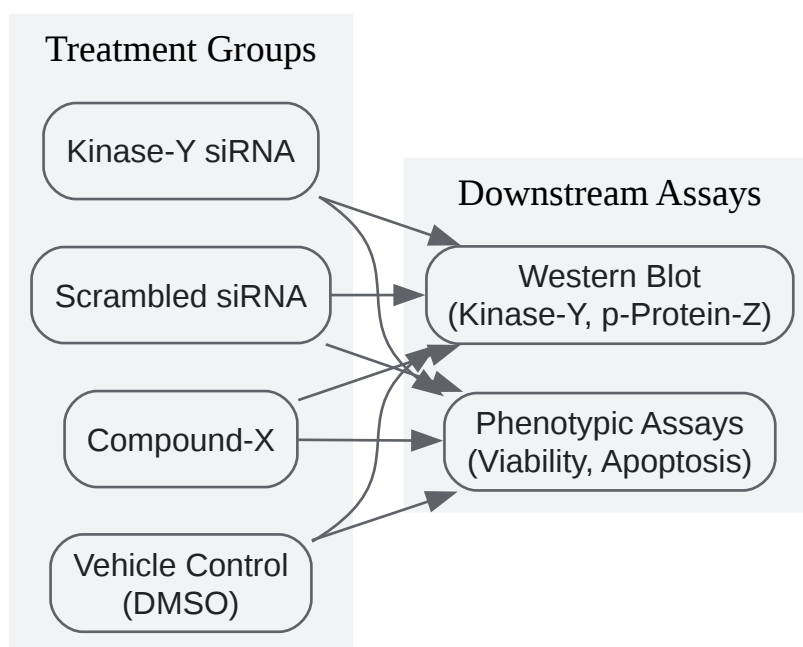 Treatment Groups
Kinase-Y siRNA
Scrambled siRNA
Compound-X
Vehicle Control
(DMSO)
Downstream Assays
Western Blot
(Kinase-Y, p-Protein-Z)
Phenotypic Assays
(Viability, Apoptosis)